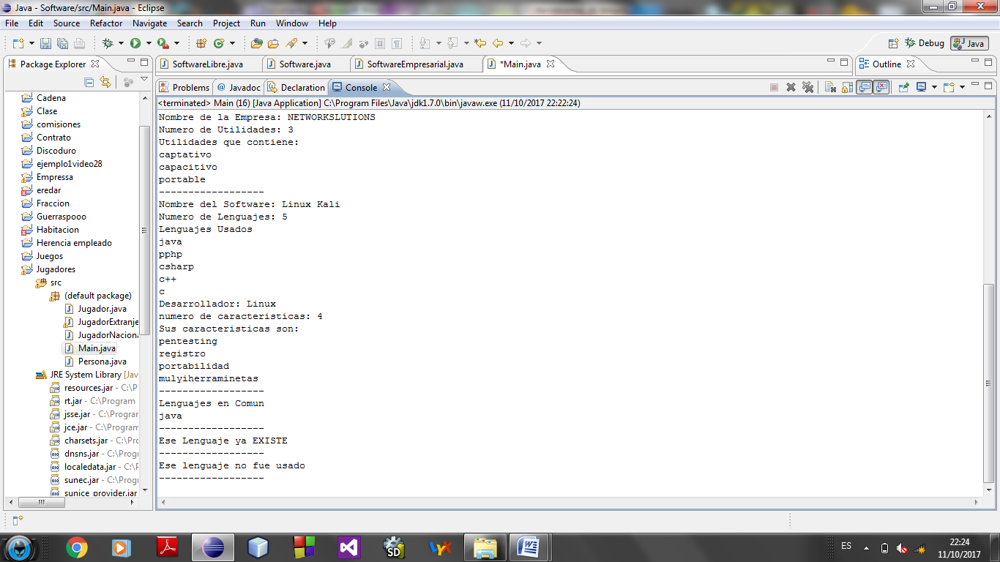 Java - Software/src/Main.java - Eclipse
File Edit Source Refactor Navigate Search Project Run Window Help
Debug Java
Package Explorer
Cadena
Clase
comisiones
Contrato
Discoduro
ejemplo1video28
Empressa
eredar
Fraccion
Guerraspooo
Habitacion
Herencia empleado
Juegos
Jugadores
src
(default package)
Jugador.java
JugadorExtranje
JugadorNaciona
Main.java
Persona.java
JRE System Library [Jav
resources.jar - C:\P
rt.jar - C:\Program
jsse.jar - C:\Prograr
jce.jar - C:\Program
charsets.jar - C:\Pro
dnsns.jar - C:\Prog
localedata.jar - C:\P
sunec.jar - C:\Prog
sunjce_provider.jar
SoftwareLibre.java Software.java SoftwareEmpresarial.java *Main.java
Problems @ Javadoc Declaration Console
<terminated> Main (16) [Java Application] C:\Program Files\Java\jdk1.7.0\bin\javaw.exe (11/10/2017 22:22:24)
Nombre de la Empresa: NETWORKSLUTIONS
Numero de Utilidades: 3
Utilidades que contiene:
captativo
capacitivo
portable
------------------
Nombre del Software: Linux Kali
Numero de Lenguajes: 5
Lenguajes Usados
java
pphp
csharp
c++
c
Desarrollador: Linux
numero de caracteristicas: 4
Sus caracteristicas son:
pentesting
registro
portabilidad
mulyiherraminetas
------------------
Lenguajes en Comun
java
------------------
Ese Lenguaje ya EXISTE
------------------
Ese lenguaje no fue usado
------------------
Outline
SD
LyX
W
ES
22:24
11/10/2017